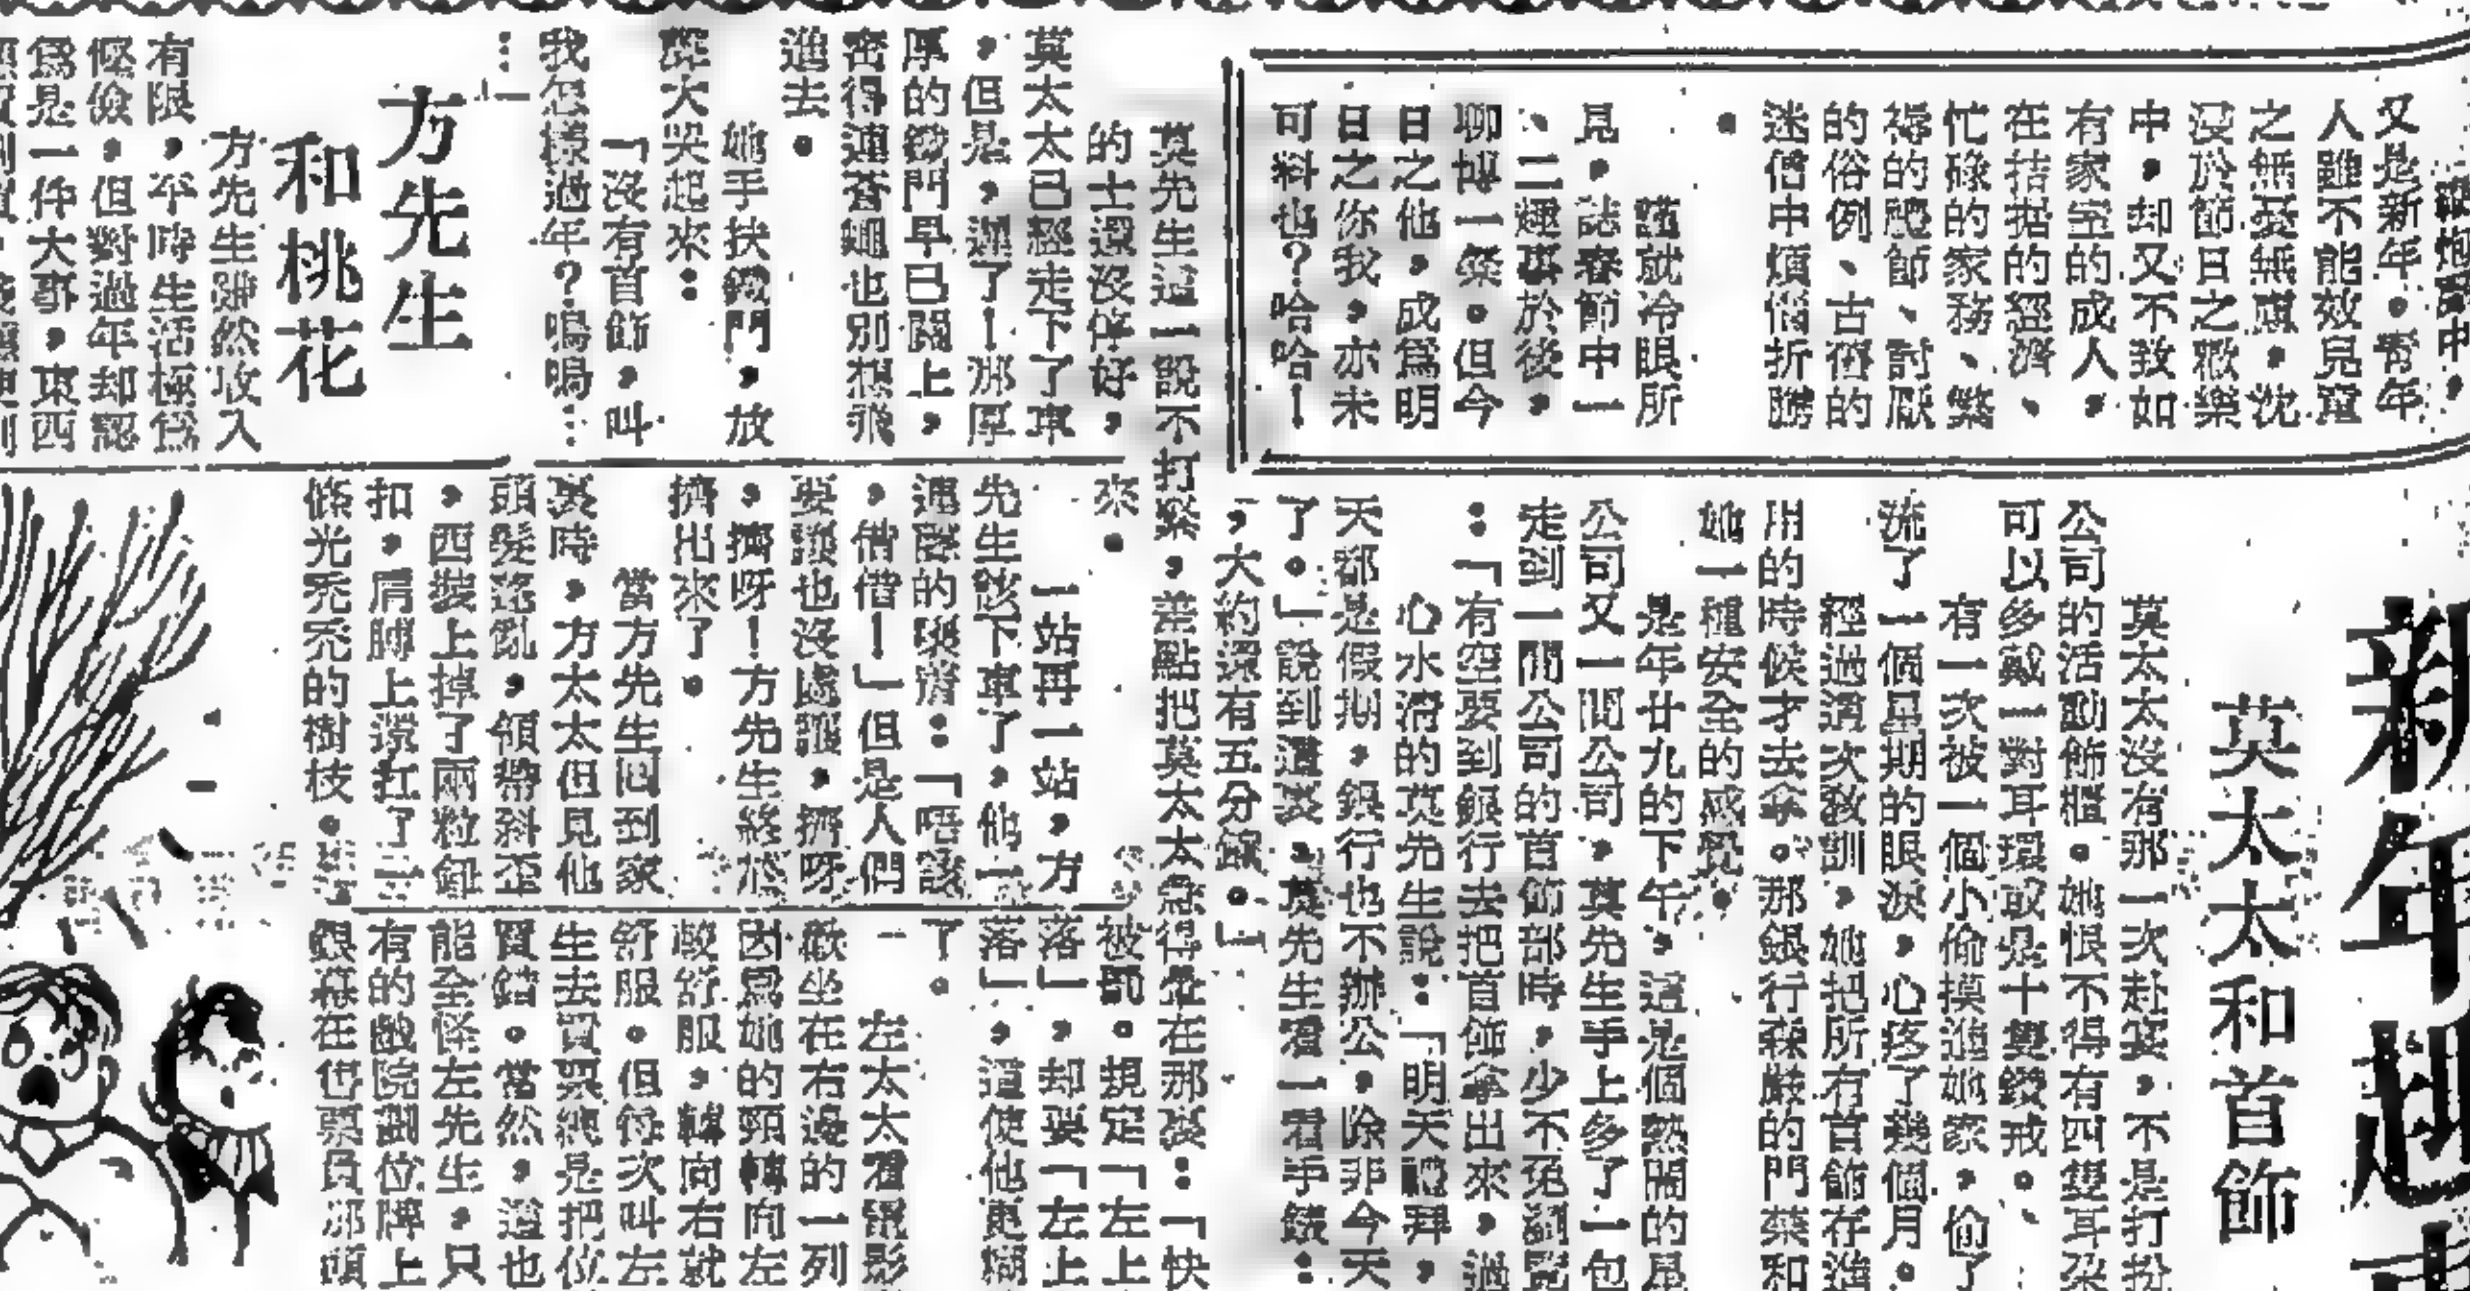 又是新年。青年
人雖不能效兒童
之無憂無慮，沈
浸於節日之歡樂
中，却又不致如
有家室的成人，
在拮据的經濟、
忙碌的家務、繁
褥的禮節、討厭
的俗例、古舊的
迷信中煩惱折騰
。
謹就冷眼所
見，誌春節中一
、二趣事於後，
聊博一粲。但今
日之他，成爲明
日之你我，亦未
可料也？哈哈！
新年趣
莫太太和首飾
莫太太沒有那一次赴宴，不是打扮
公司的活動飾櫃。她恨不得有四雙耳朶
可以多戴一對耳環或是十隻鑽戒。
有一次被一個小偷摸進她家，偷了
流了一個星期的眼淚，心疼了幾個月。
經過這次敎訓，她把所有首飾存進
用的時候才去拿。那銀行森嚴的門禁和
她一種安全的感覺。
是年廿九的下午，這是個熱鬧的星
公司又一間公司，莫先生手上多了一包
走到一間公司的首飾部時，少不免瀏覽
：「有空要到銀行去把首飾拿出來，過
心水淸的莫先生說：「明天禮拜，
天都是假期，銀行也不辦公，除非今天
了。」說到這裏，莫先生看一看手錶：
，大約還有五分鐘。」
莫先生這一說不打緊，差點把莫太太急得坐在那裏：「快
的士還沒停好，
莫太太已經走下了車
，但是，遲了！那厚
厚的鐵門早已關上，
密得連蒼蠅也別想飛
進去。
她手扶鐵門，放
聲大哭起來：
「沒有首飾，叫
我怎樣過年？嗚嗚…
…」
方先生
和桃花
方先生雖然收入
有限，平時生活極爲
慳儉，但對過年却認
爲是一件大事，東西
來。
一站再一站，方
先生該下車了，他一
連聲的嚷着：「唔該
，借借！」但是人們
要讓也沒處讓，擠呀
，擠呀！方先生終於
擠出來了。
當方先生回到家
裏時，方太太但見他
頭髮蓬亂，領帶斜歪
，西裝上掉了兩粒鈕
扣，肩膊上還扛了一
條光禿禿的樹枝。
被罰。規定「左上
落」，却要「左上
落」，這使他更糊
了。
左太太看電影
歡坐在右邊的一列
因爲她的頸轉向左
較舒服，轉向右就
舒服。但每次叫左
生去買票總是把位
買錯。當然，這也
能全怪左先生，只
有的戲院劃位牌上
銀幕在售票員那頭